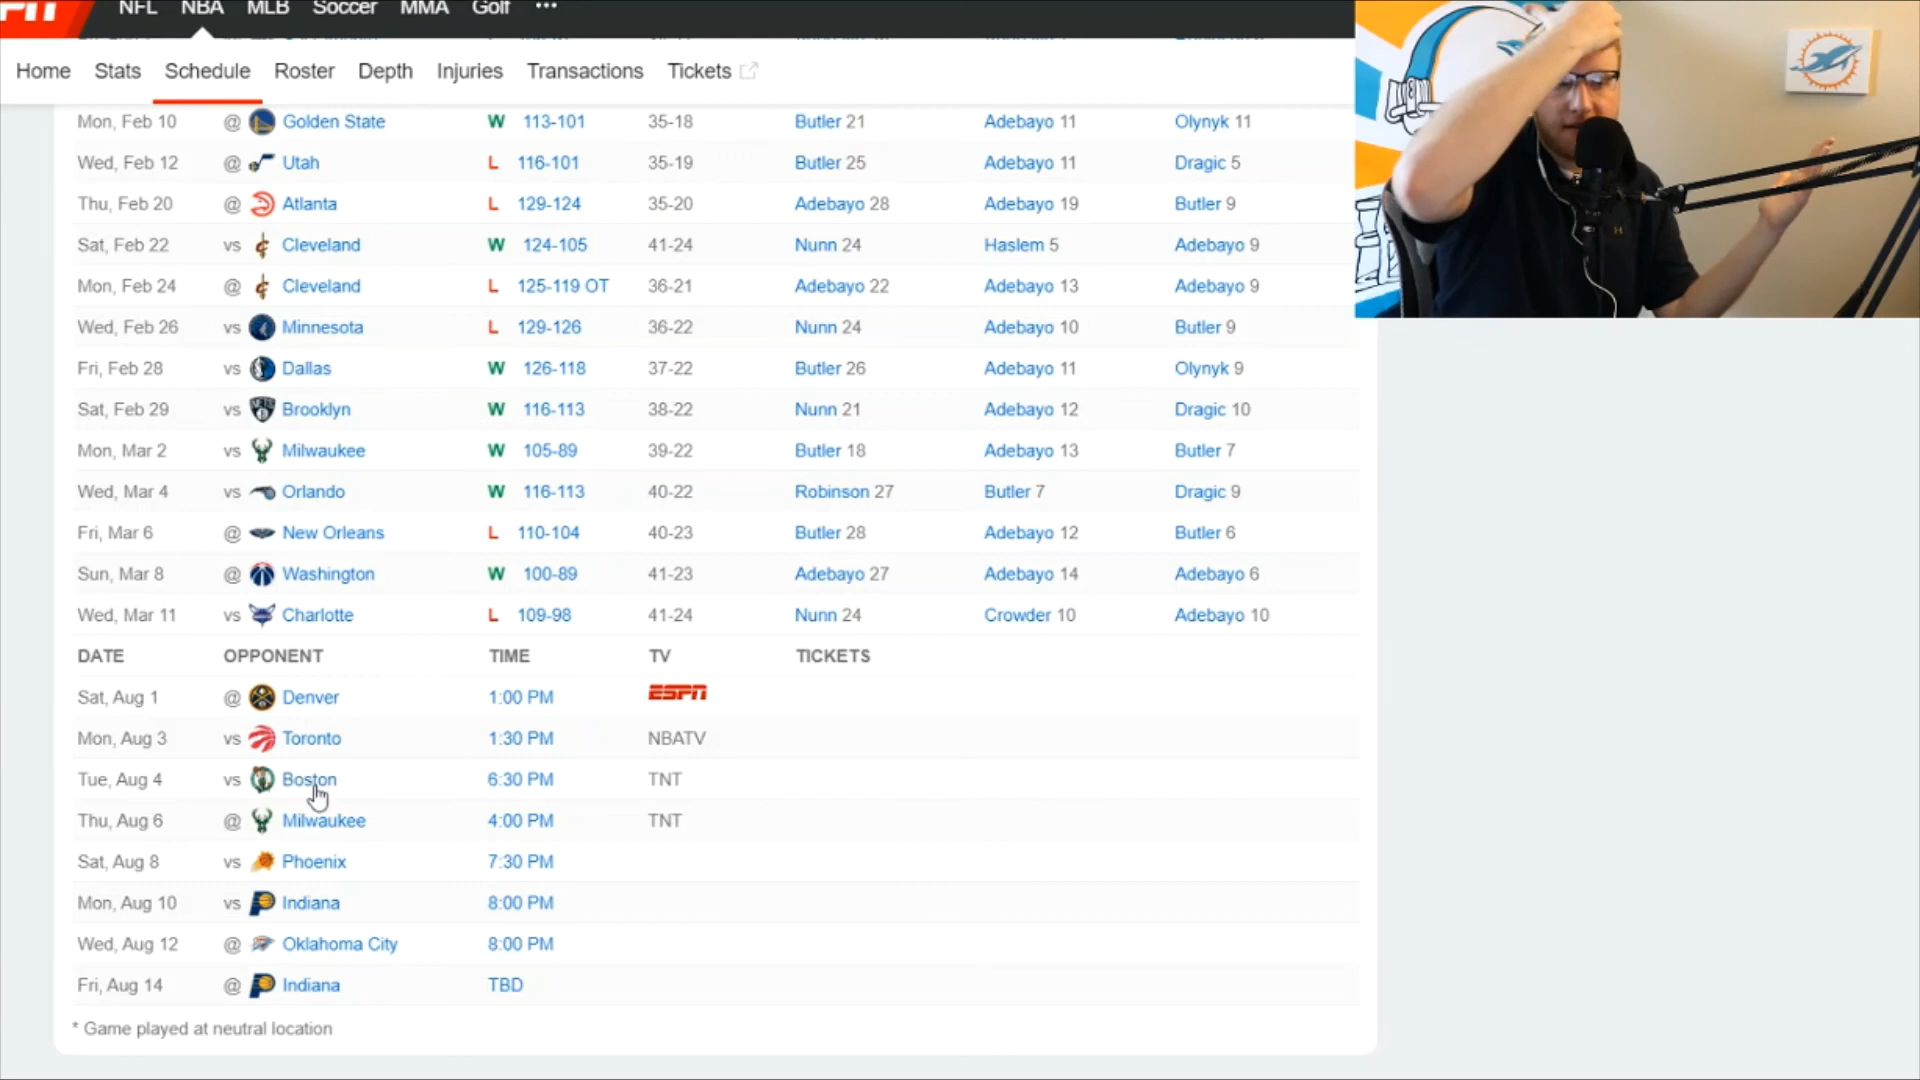 NFL NBA MLB Soccer MMA Golf •••
Home Stats Schedule Roster Depth Injuries Transactions Tickets
Mon, Feb 10 @ Golden State W 113-101 35-18 Butler 21 Adebayo 11 Olynyk 11
Wed, Feb 12 @ Utah L 116-101 35-19 Butler 25 Adebayo 11 Dragic 5
Thu, Feb 20 @ Atlanta L 129-124 35-20 Adebayo 28 Adebayo 19 Butler 9
Sat, Feb 22 vs Cleveland W 124-105 41-24 Nunn 24 Haslem 5 Adebayo 9
Mon, Feb 24 @ Cleveland L 125-119 OT 36-21 Adebayo 22 Adebayo 13 Adebayo 9
Wed, Feb 26 vs Minnesota L 129-126 36-22 Nunn 24 Adebayo 10 Butler 9
Fri, Feb 28 vs Dallas W 126-118 37-22 Butler 26 Adebayo 11 Olynyk 9
Sat, Feb 29 vs Brooklyn W 116-113 38-22 Nunn 21 Adebayo 12 Dragic 10
Mon, Mar 2 vs Milwaukee W 105-89 39-22 Butler 18 Adebayo 13 Butler 7
Wed, Mar 4 vs Orlando W 116-113 40-22 Robinson 27 Butler 7 Dragic 9
Fri, Mar 6 @ New Orleans L 110-104 40-23 Butler 28 Adebayo 12 Butler 6
Sun, Mar 8 @ Washington W 100-89 41-23 Adebayo 27 Adebayo 14 Adebayo 6
Wed, Mar 11 vs Charlotte L 109-98 41-24 Nunn 24 Crowder 10 Adebayo 10
DATE OPPONENT TIME TV TICKETS
Sat, Aug 1 @ Denver 1:00 PM ESPN
Mon, Aug 3 vs Toronto 1:30 PM NBATV
Tue, Aug 4 vs Boston 6:30 PM TNT
Thu, Aug 6 @ Milwaukee 4:00 PM TNT
Sat, Aug 8 vs Phoenix 7:30 PM
Mon, Aug 10 vs Indiana 8:00 PM
Wed, Aug 12 @ Oklahoma City 8:00 PM
Fri, Aug 14 @ Indiana TBD
* Game played at neutral location